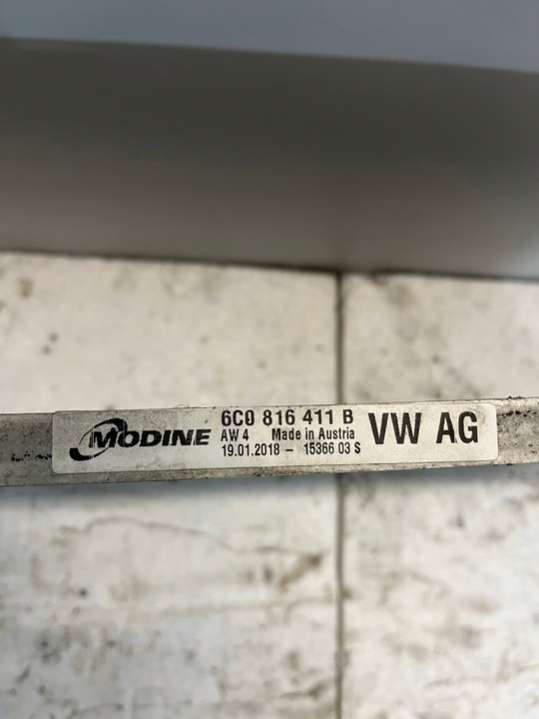 MODINE
6C0 816 411 B
AW 4 Made in Austria
19.01.2018 - 15366 03 S
VW AG